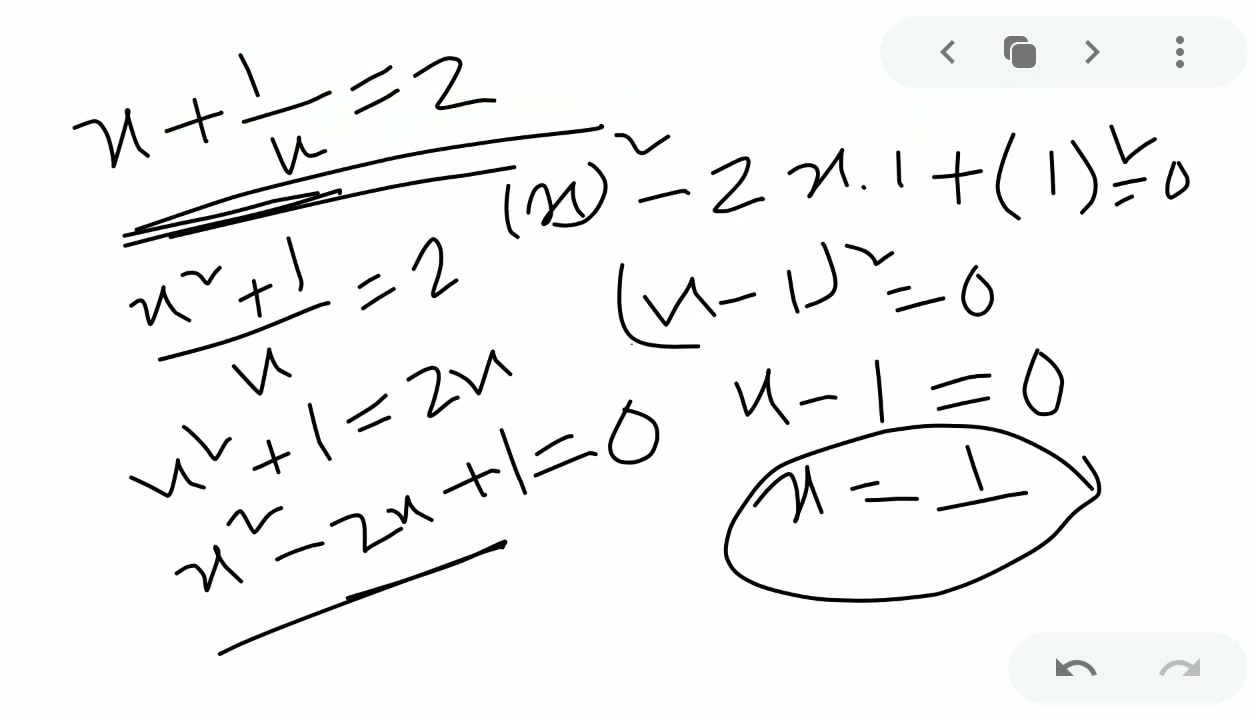 x + 1/x = 2
(x² + 1)/x = 2
x² + 1 = 2x
x² - 2x + 1 = 0
(x)² - 2x.1 + (1)² = 0
(x - 1)² = 0
x - 1 = 0
x = 1